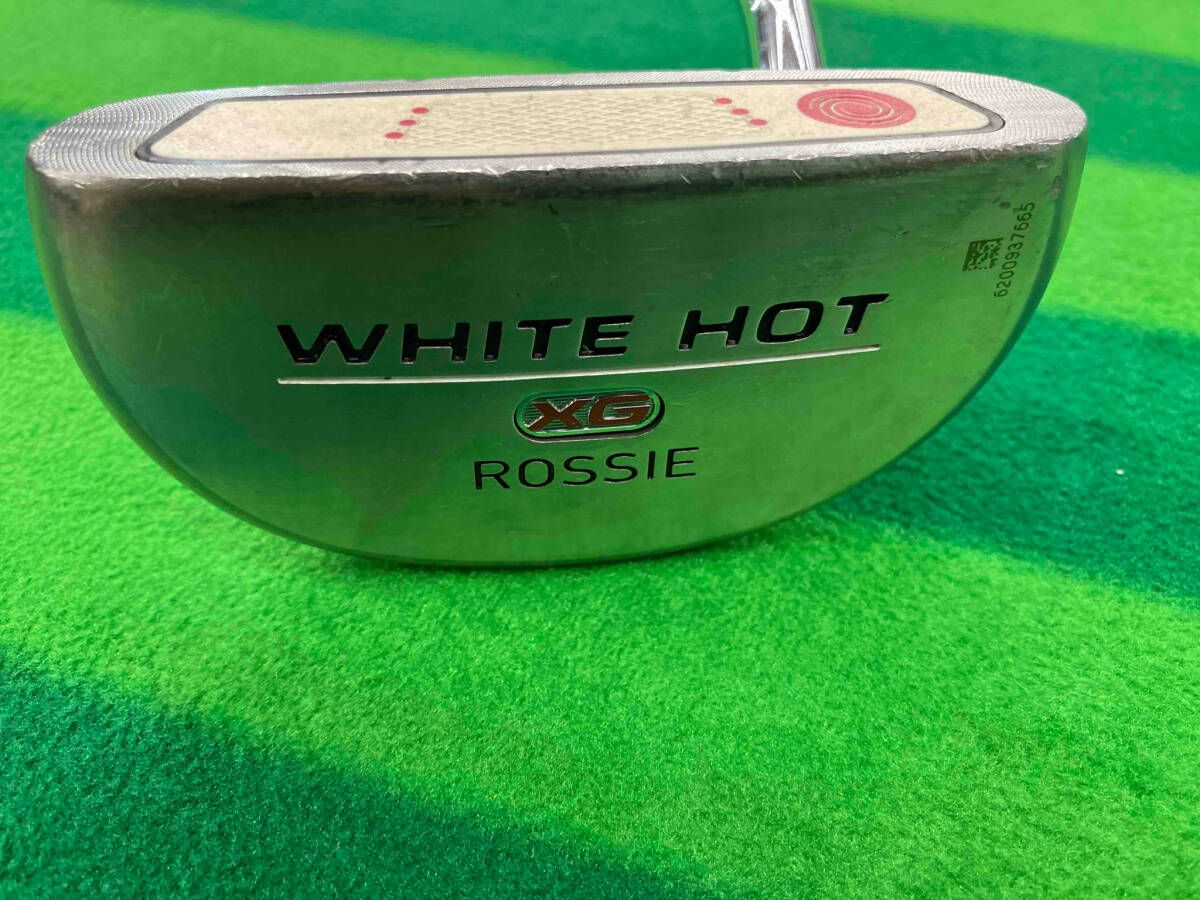 WHITE HOT
XG
ROSSIE
6200937665